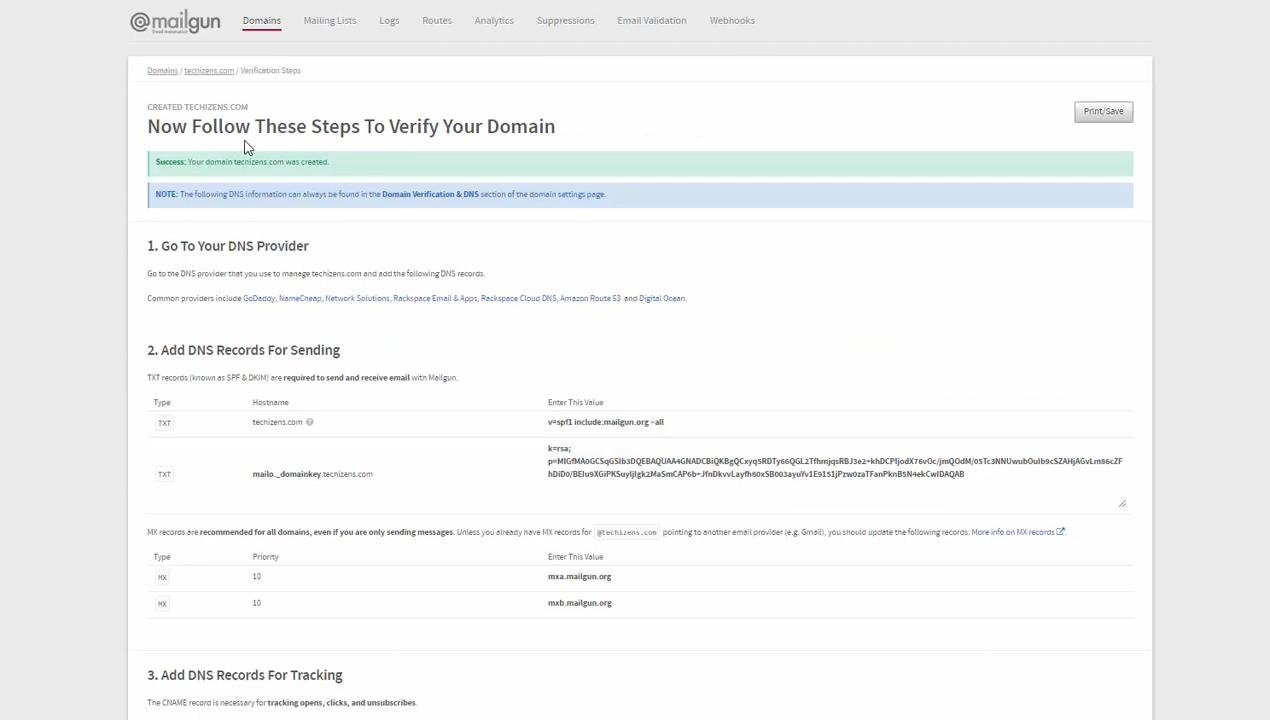 @mailgun
Domains
Mailing Lists
Logs
Routes
Analytics
Suppressions
Email Validation
Webhooks
Domains / techizens.com / Verification Steps
CREATED TECHIZENS.COM
Now Follow These Steps To Verify Your Domain
Print/Save
Success: Your domain techizens.com was created.
NOTE: The following DNS information can always be found in the Domain Verification & DNS section of the domain settings page.
1. Go To Your DNS Provider
Go to the DNS provider that you use to manage techizens.com and add the following DNS records.
Common providers include GoDaddy, NameCheap, Network Solutions, Rackspace Email & Apps, Rackspace Cloud DNS, Amazon Route 53 and Digital Ocean.
2. Add DNS Records For Sending
TXT records (known as SPF & DKIM) are required to send and receive email with Mailgun.
Type Hostname Enter This Value
TXT techizens.com v=spf1 include:mailgun.org ~all
k=rsa;
TXT mailo._domainkey.techizens.com
MX records are recommended for all domains, even if you are only sending messages. Unless you already have MX records for @techizens.com pointing to another email provider (e.g. Gmail), you should update the following records. More info on MX records.
Type Priority Enter This Value
MX 10 mxa.mailgun.org
MX 10 mxb.mailgun.org
3. Add DNS Records For Tracking
The CNAME record is necessary for tracking opens, clicks, and unsubscribes.